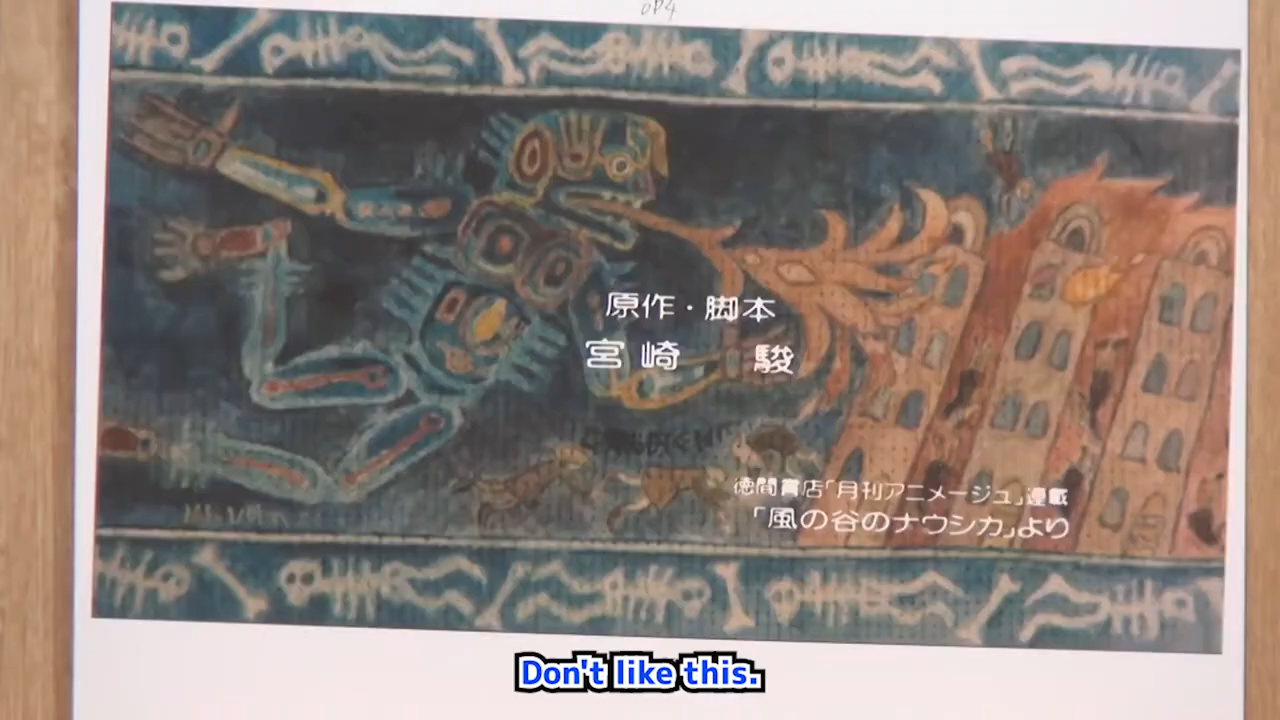 OP4
原作・脚本
宮崎 駿
徳間書店「月刊アニメージュ」連載
「風の谷のナウシカ」より
Don't like this.